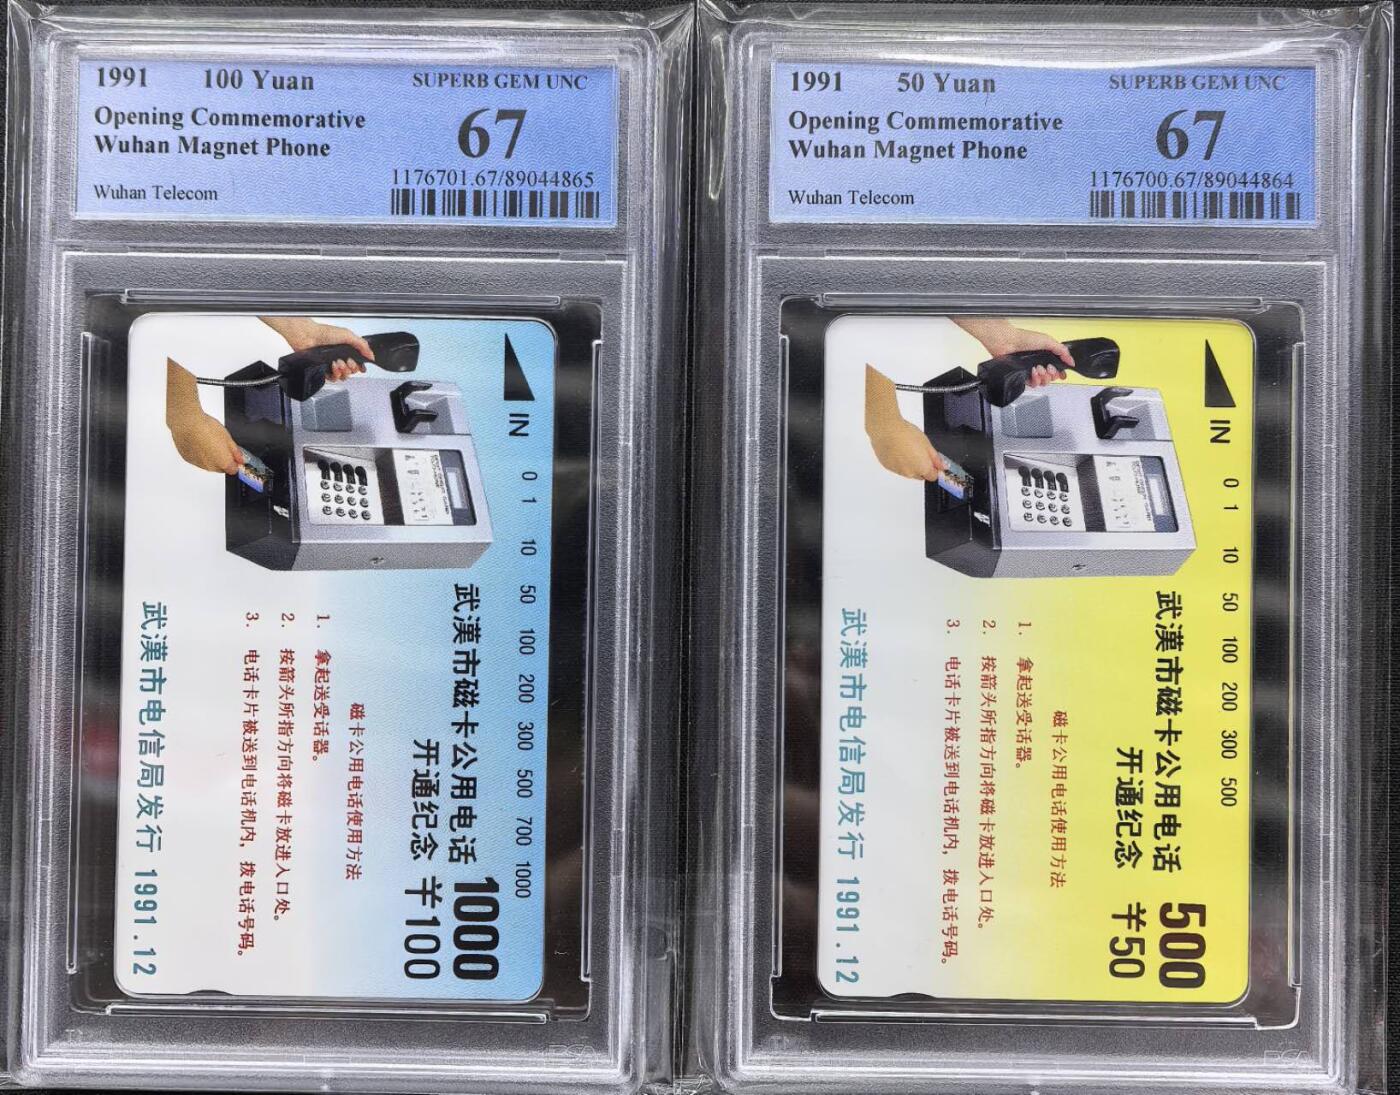 1991 100 Yuan SUPERB GEM UNC
Opening Commemorative 67
Wuhan Magnet Phone
1176701.67/89044865
Wuhan Telecom
IN 0 1 10 50 100 200 300 500 700 1000
武漢市磁卡公用电话 1000
开通纪念 ￥100
磁卡公用电话使用方法
1. 拿起送受话器。
2. 按箭头所指方向将磁卡放进入口处。
3. 电话卡片被送到电话机内，拨电话号码。
武漢市电信局发行 1991.12
1991 50 Yuan SUPERB GEM UNC
Opening Commemorative 67
Wuhan Magnet Phone
1176700.67/89044864
Wuhan Telecom
IN 0 1 10 50 100 200 300 500
武漢市磁卡公用电话 500
开通纪念 ￥50
磁卡公用电话使用方法
1. 拿起送受话器。
2. 按箭头所指方向将磁卡放进入口处。
3. 电话卡片被送到电话机内，拨电话号码。
武漢市电信局发行 1991.12